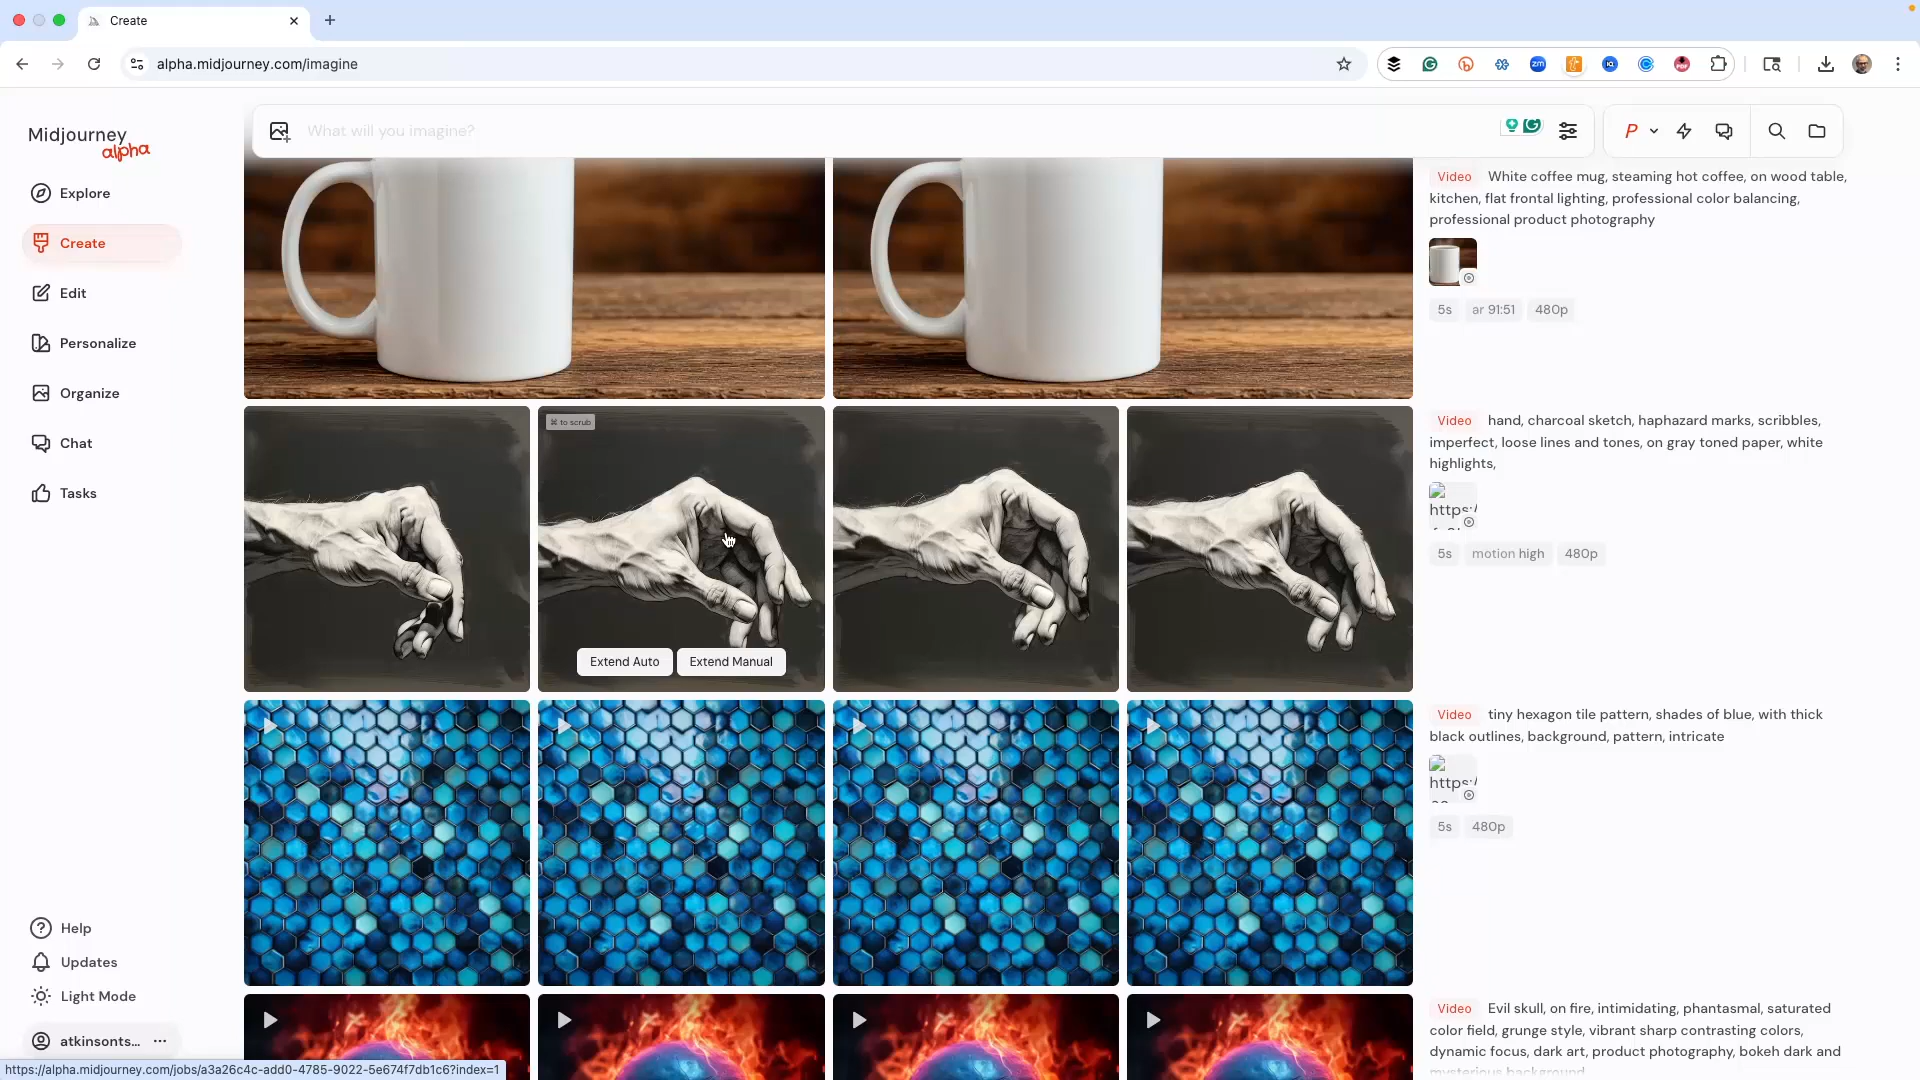 Create
alpha.midjourney.com/imagine
Midjourney
alpha
Explore
Create
Edit
Personalize
Organize
Chat
Tasks
Help
Updates
Light Mode
atkinsonts...
What will you imagine?
P
Video White coffee mug, steaming hot coffee, on wood table,
kitchen, flat frontal lighting, professional color balancing,
professional product photography
5s ar 91:51 480p
⌘ to scrub
Extend Auto Extend Manual
Video hand, charcoal sketch, haphazard marks, scribbles,
imperfect, loose lines and tones, on gray toned paper, white
highlights,
https:/
5s motion high 480p
Video tiny hexagon tile pattern, shades of blue, with thick
black outlines, background, pattern, intricate
https:/
5s 480p
Video Evil skull, on fire, intimidating, phantasmal, saturated
color field, grunge style, vibrant sharp contrasting colors,
dynamic focus, dark art, product photography, bokeh dark and
mysterious background
https://alpha.midjourney.com/jobs/a3a26c4c-add0-4785-9022-5e674f7db1c6?index=1